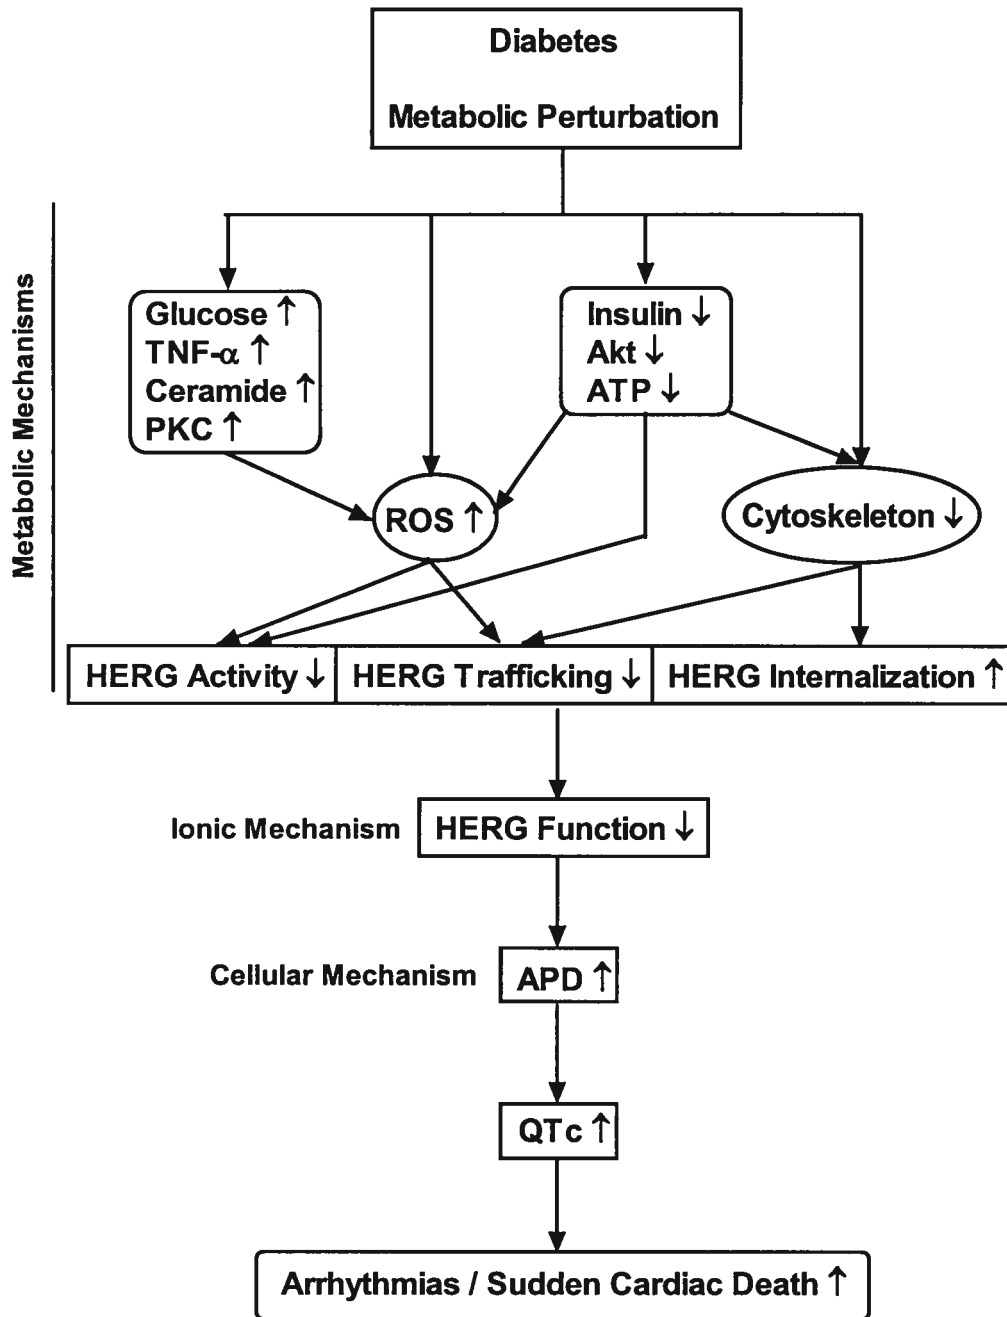 Diabetes
Metabolic Perturbation
Metabolic Mechanisms
Glucose ↑
TNF-α ↑
Ceramide ↑
PKC ↑
Insulin ↓
Akt ↓
ATP ↓
ROS ↑
Cytoskeleton ↓
HERG Activity ↓
HERG Trafficking ↓
HERG Internalization ↑
Ionic Mechanism
HERG Function ↓
Cellular Mechanism
APD ↑
QTc ↑
Arrhythmias / Sudden Cardiac Death ↑